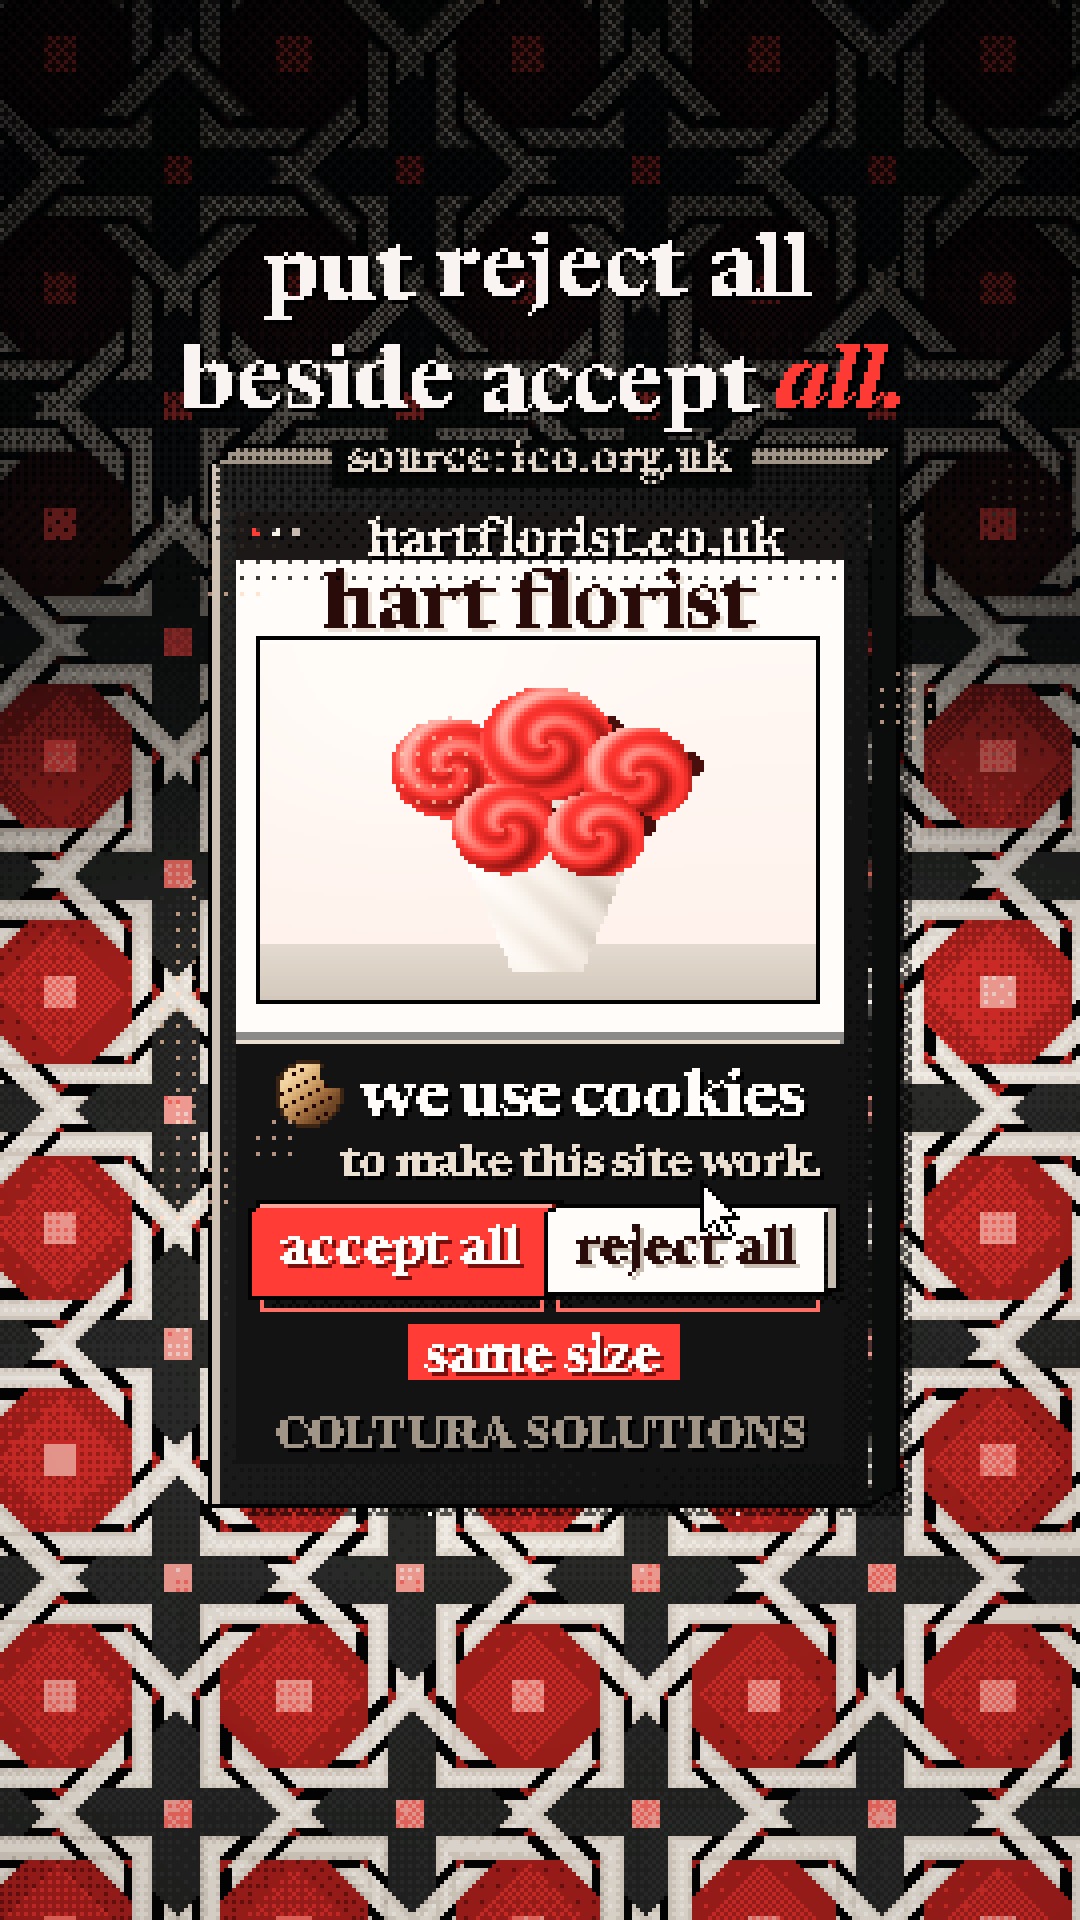 put reject all
beside accept all.
source: ico.org.uk
hartflorist.co.uk
hart florist
we use cookies
to make this site work.
accept all
reject all
same size
COLTURA SOLUTIONS